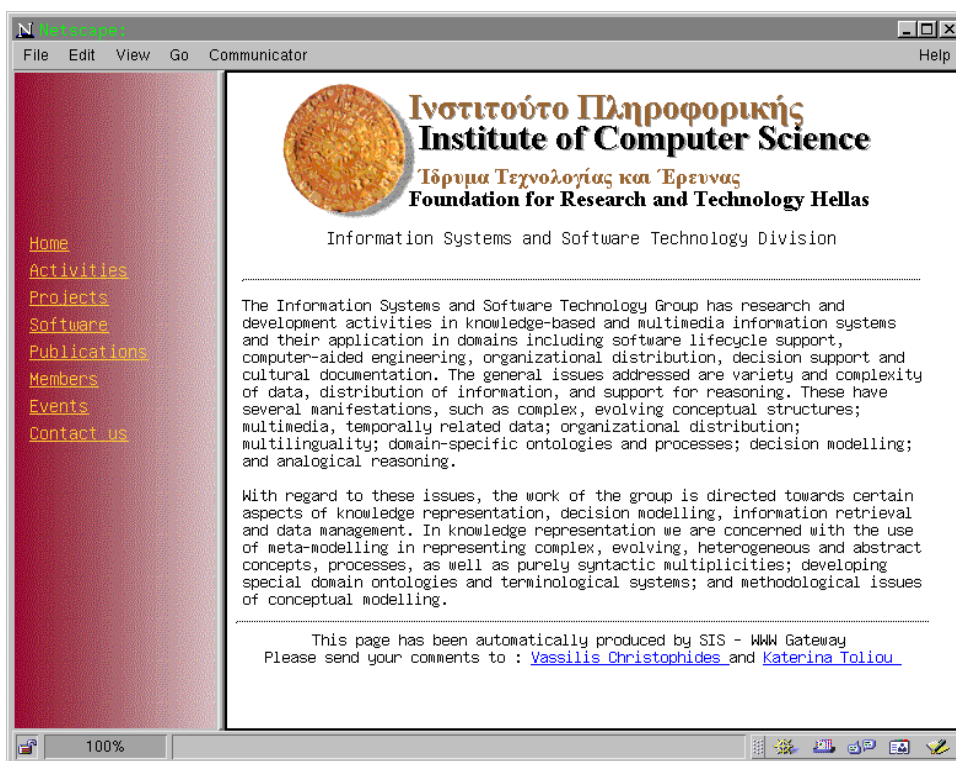 Netscape:
File Edit View Go Communicator Help
Ινστιτούτο Πληροφορικής
Institute of Computer Science
Ίδρυμα Τεχνολογίας και Έρευνας
Foundation for Research and Technology Hellas
Information Systems and Software Technology Division
Home
Activities
Projects
Software
Publications
Members
Events
Contact us
The Information Systems and Software Technology Group has research and
development activities in knowledge-based and multimedia information systems
and their application in domains including software lifecycle support,
computer-aided engineering, organizational distribution, decision support and
cultural documentation. The general issues addressed are variety and complexity
of data, distribution of information, and support for reasoning. These have
several manifestations, such as complex, evolving conceptual structures;
multimedia, temporally related data; organizational distribution;
multilinguality; domain-specific ontologies and processes; decision modelling;
and analogical reasoning.
With regard to these issues, the work of the group is directed towards certain
aspects of knowledge representation, decision modelling, information retrieval
and data management. In knowledge representation we are concerned with the use
of meta-modelling in representing complex, evolving, heterogeneous and abstract
concepts, processes, as well as purely syntactic multiplicities; developing
special domain ontologies and terminological systems; and methodological issues
of conceptual modelling.
This page has been automatically produced by SIS - WWW Gateway
Please send your comments to : Vassilis Christophides and Katerina Toliou
100%